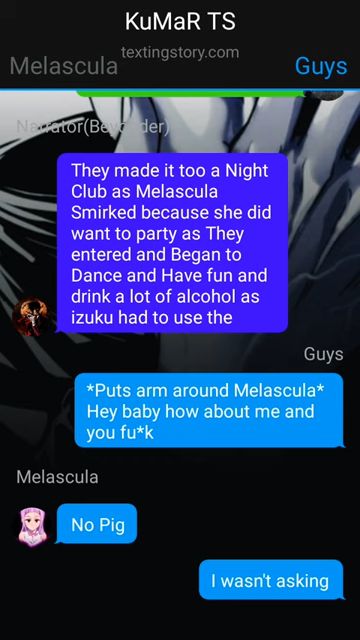 KuMaR TS
textingstory.com
Melascula
Guys
Narrator(Beyonder)
They made it too a Night
Club as Melascula
Smirked because she did
want to party as They
entered and Began to
Dance and Have fun and
drink a lot of alcohol as
izuku had to use the
Guys
*Puts arm around Melascula*
Hey baby how about me and
you fu*k
Melascula
No Pig
I wasn't asking